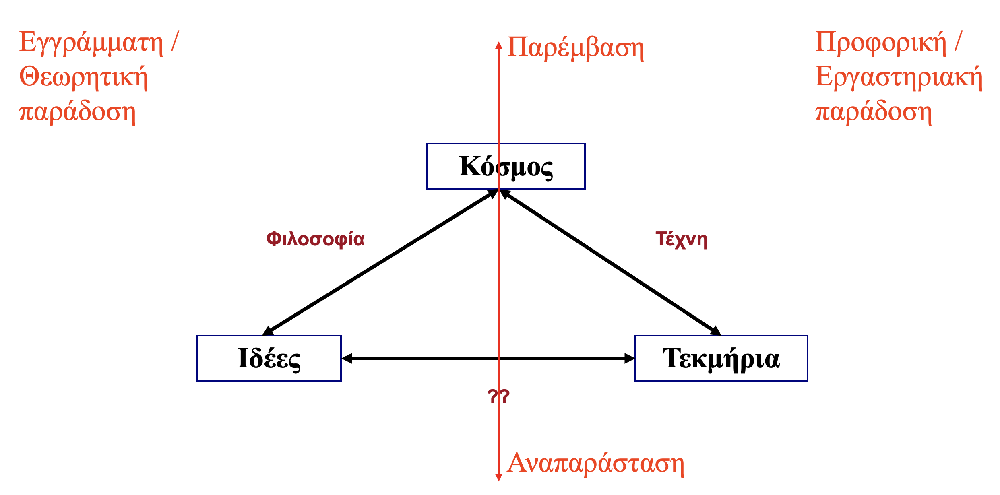 Εγγράμματη /
Θεωρητική
παράδοση
Παρέμβαση
Προφορική /
Εργαστηριακή
παράδοση
Κόσμος
Φιλοσοφία
Τέχνη
Ιδέες
Τεκμήρια
??
Αναπαράσταση